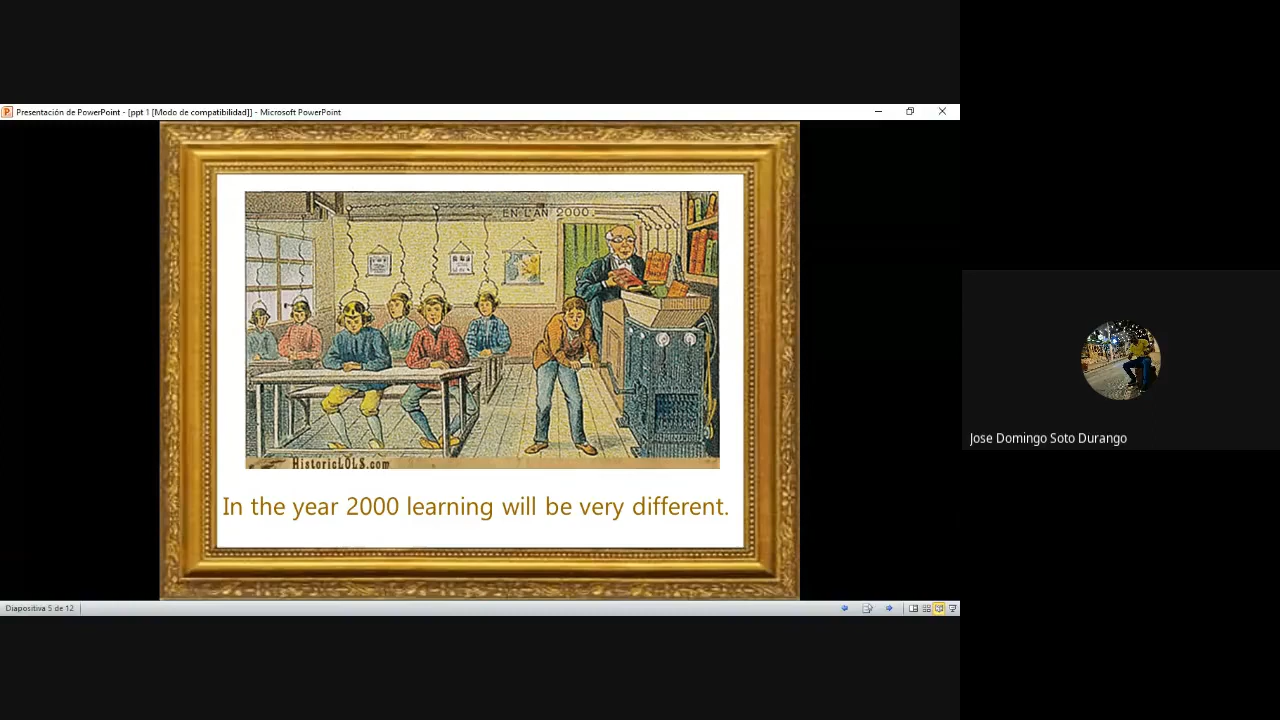 Presentación de PowerPoint - [ppt 1 [Modo de compatibilidad]] - Microsoft PowerPoint
EN L'AN 2000.
HistoricLOLS.com
In the year 2000 learning will be very different.
Jose Domingo Soto Durango
Diapositiva 5 de 12